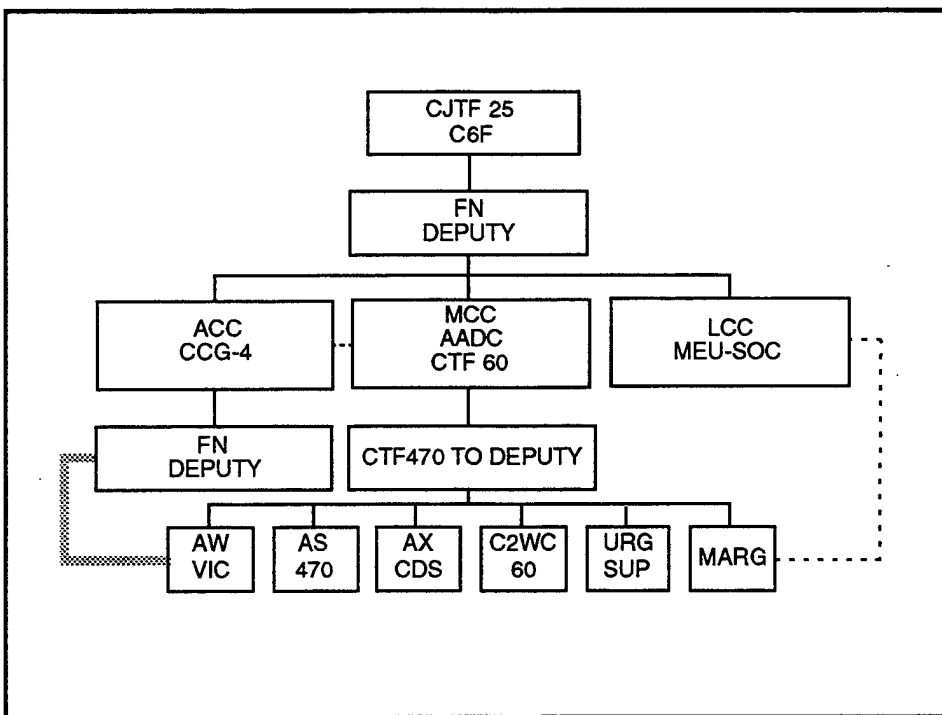 CJTF 25
C6F
FN
DEPUTY
ACC
CCG-4
MCC
AADC
CTF 60
LCC
MEU-SOC
FN
DEPUTY
CTF470 TO DEPUTY
AW
VIC
AS
470
AX
CDS
C2WC
60
URG
SUP
MARG